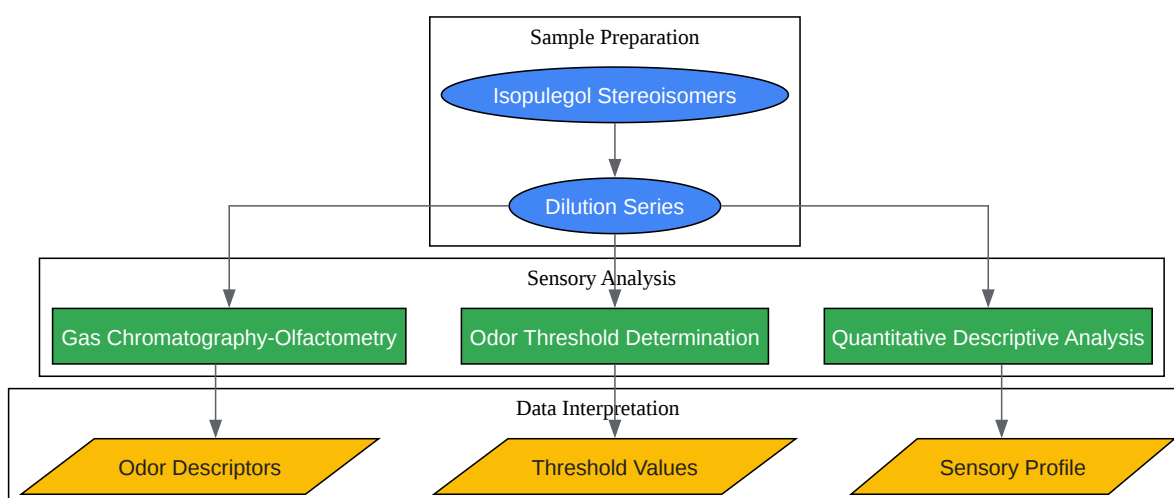 Sample Preparation
Isopulegol Stereoisomers
Dilution Series
Sensory Analysis
Gas Chromatography-Olfactometry
Odor Threshold Determination
Quantitative Descriptive Analysis
Data Interpretation
Odor Descriptors
Threshold Values
Sensory Profile